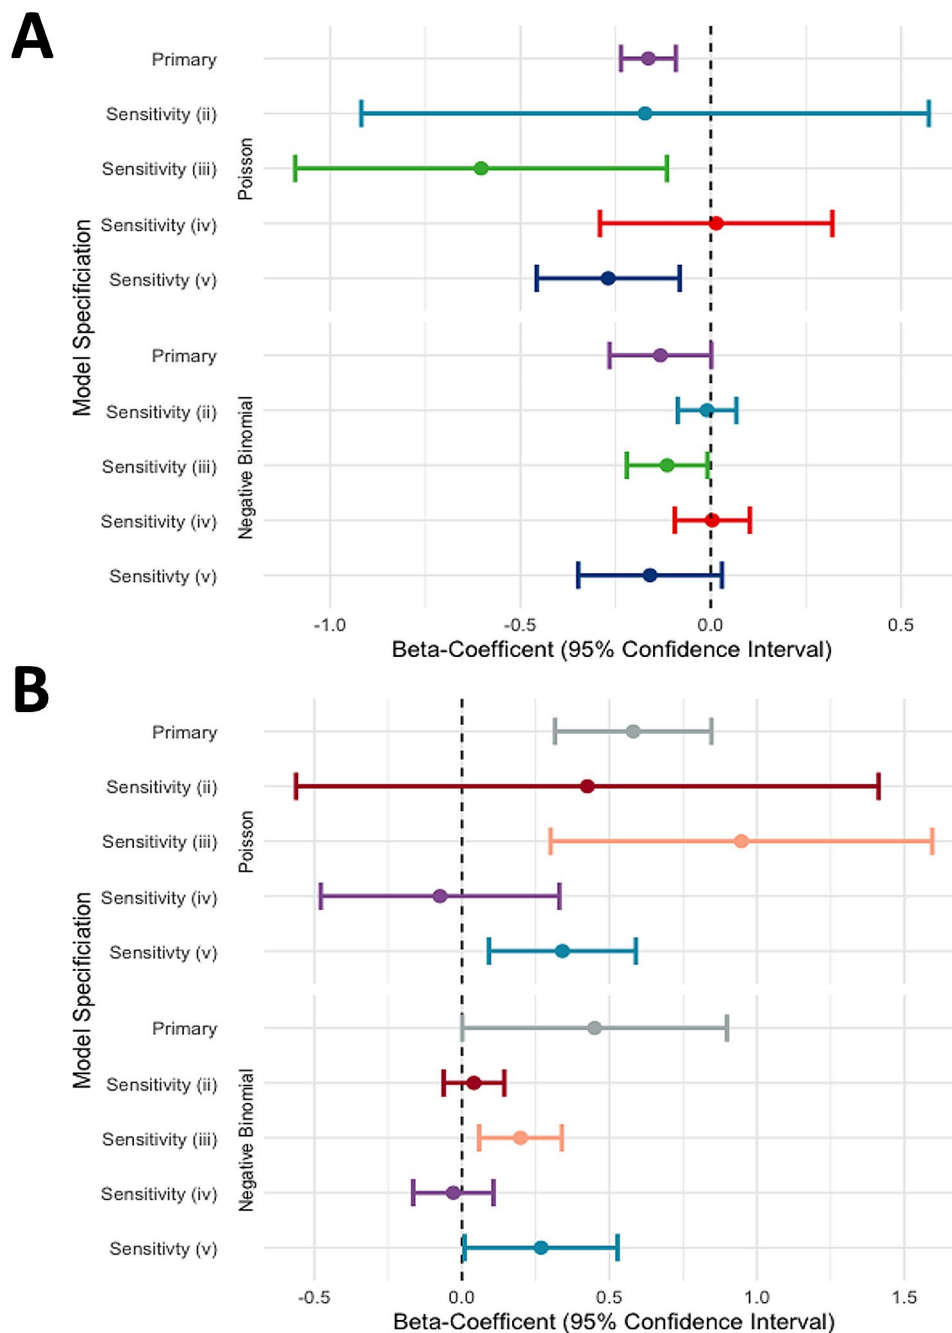 A
Primary
Sensitivity (ii)
Sensitivity (iii)
Sensitivity (iv)
Sensitivty (v)
Poisson
Primary
Sensitivity (ii)
Sensitivity (iii)
Sensitivity (iv)
Sensitivty (v)
Negative Binomial
Model Specificiation
-1.0 -0.5 0.0 0.5
Beta-Coefficent (95% Confidence Interval)
B
Primary
Sensitivity (ii)
Sensitivity (iii)
Sensitivity (iv)
Sensitivty (v)
Poisson
Primary
Sensitivity (ii)
Sensitivity (iii)
Sensitivity (iv)
Sensitivty (v)
Negative Binomial
Model Specificiation
-0.5 0.0 0.5 1.0 1.5
Beta-Coefficent (95% Confidence Interval)